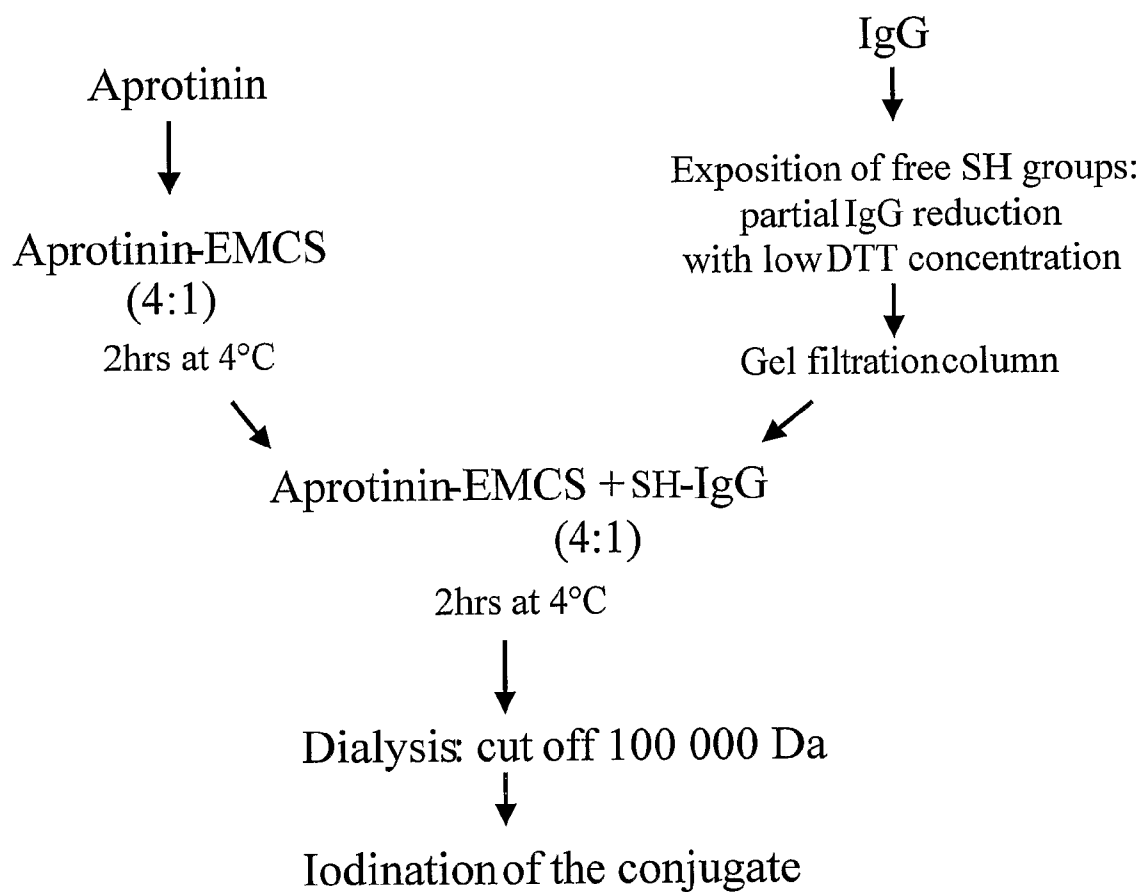 Aprotinin
Aprotinin-EMCS
(4:1)
2hrs at 4°C
IgG
Exposition of free SH groups:
partial IgG reduction
with low DTT concentration
Gel filtration column
Aprotinin-EMCS + SH-IgG
(4:1)
2hrs at 4°C
Dialysis: cut off 100 000 Da
Iodination of the conjugate